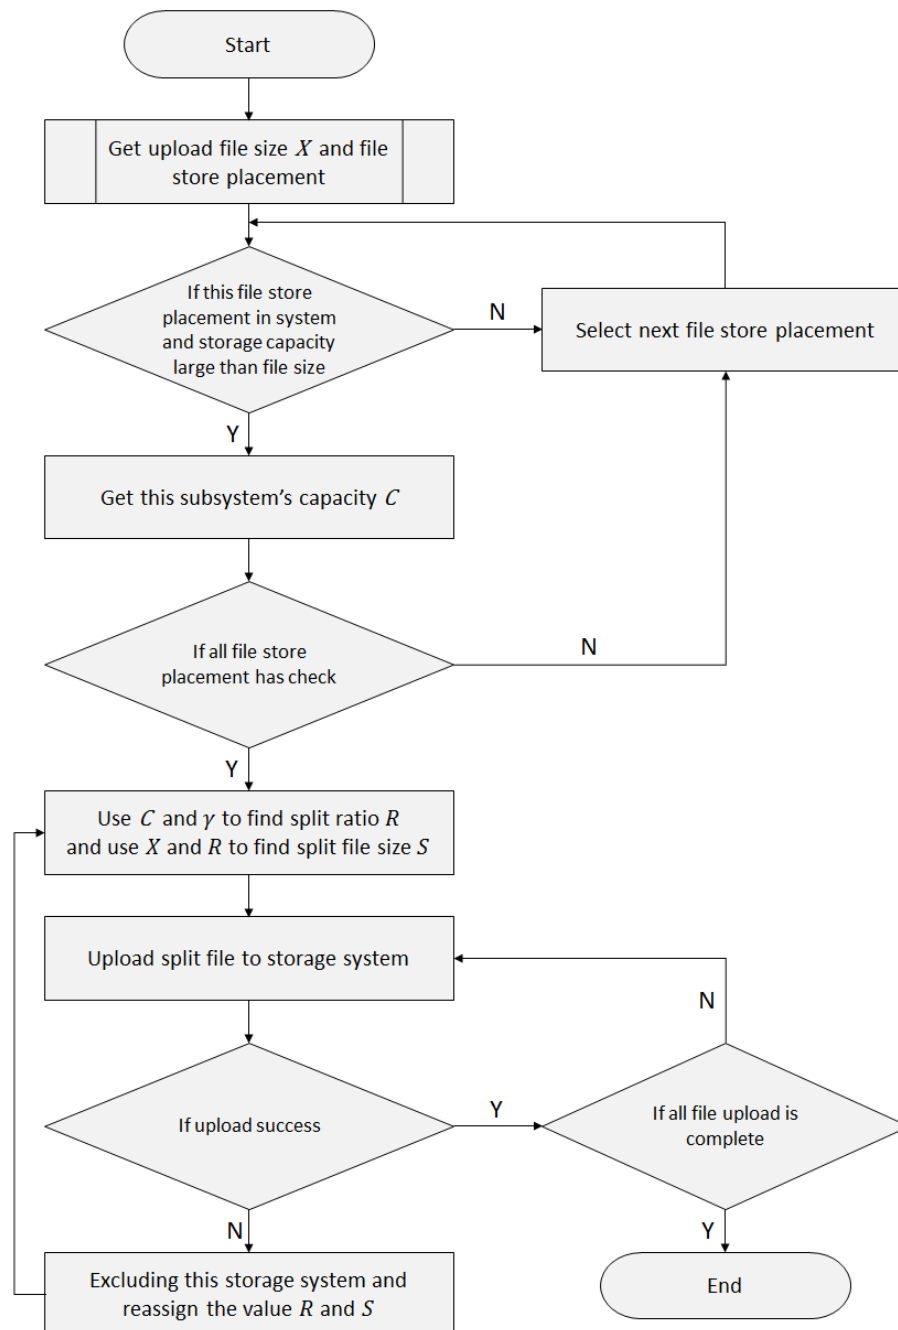 Start
Get upload file size X and file
store placement
If this file store
placement in system
and storage capacity
large than file size
N
Select next file store placement
Y
Get this subsystem's capacity C
If all file store
placement has check
N
Y
Use C and γ to find split ratio R
and use X and R to find split file size S
Upload split file to storage system
N
If upload success
Y
If all file upload is
complete
N
Y
Excluding this storage system and
reassign the value R and S
End